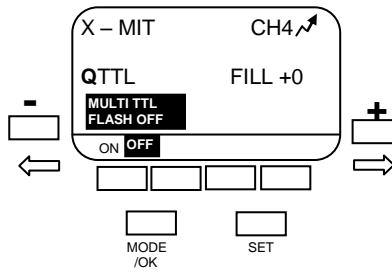 X – MIT CH4
QTTL FILL +0
MULTI TTL
FLASH OFF
- +
ON OFF
MODE SET
/OK